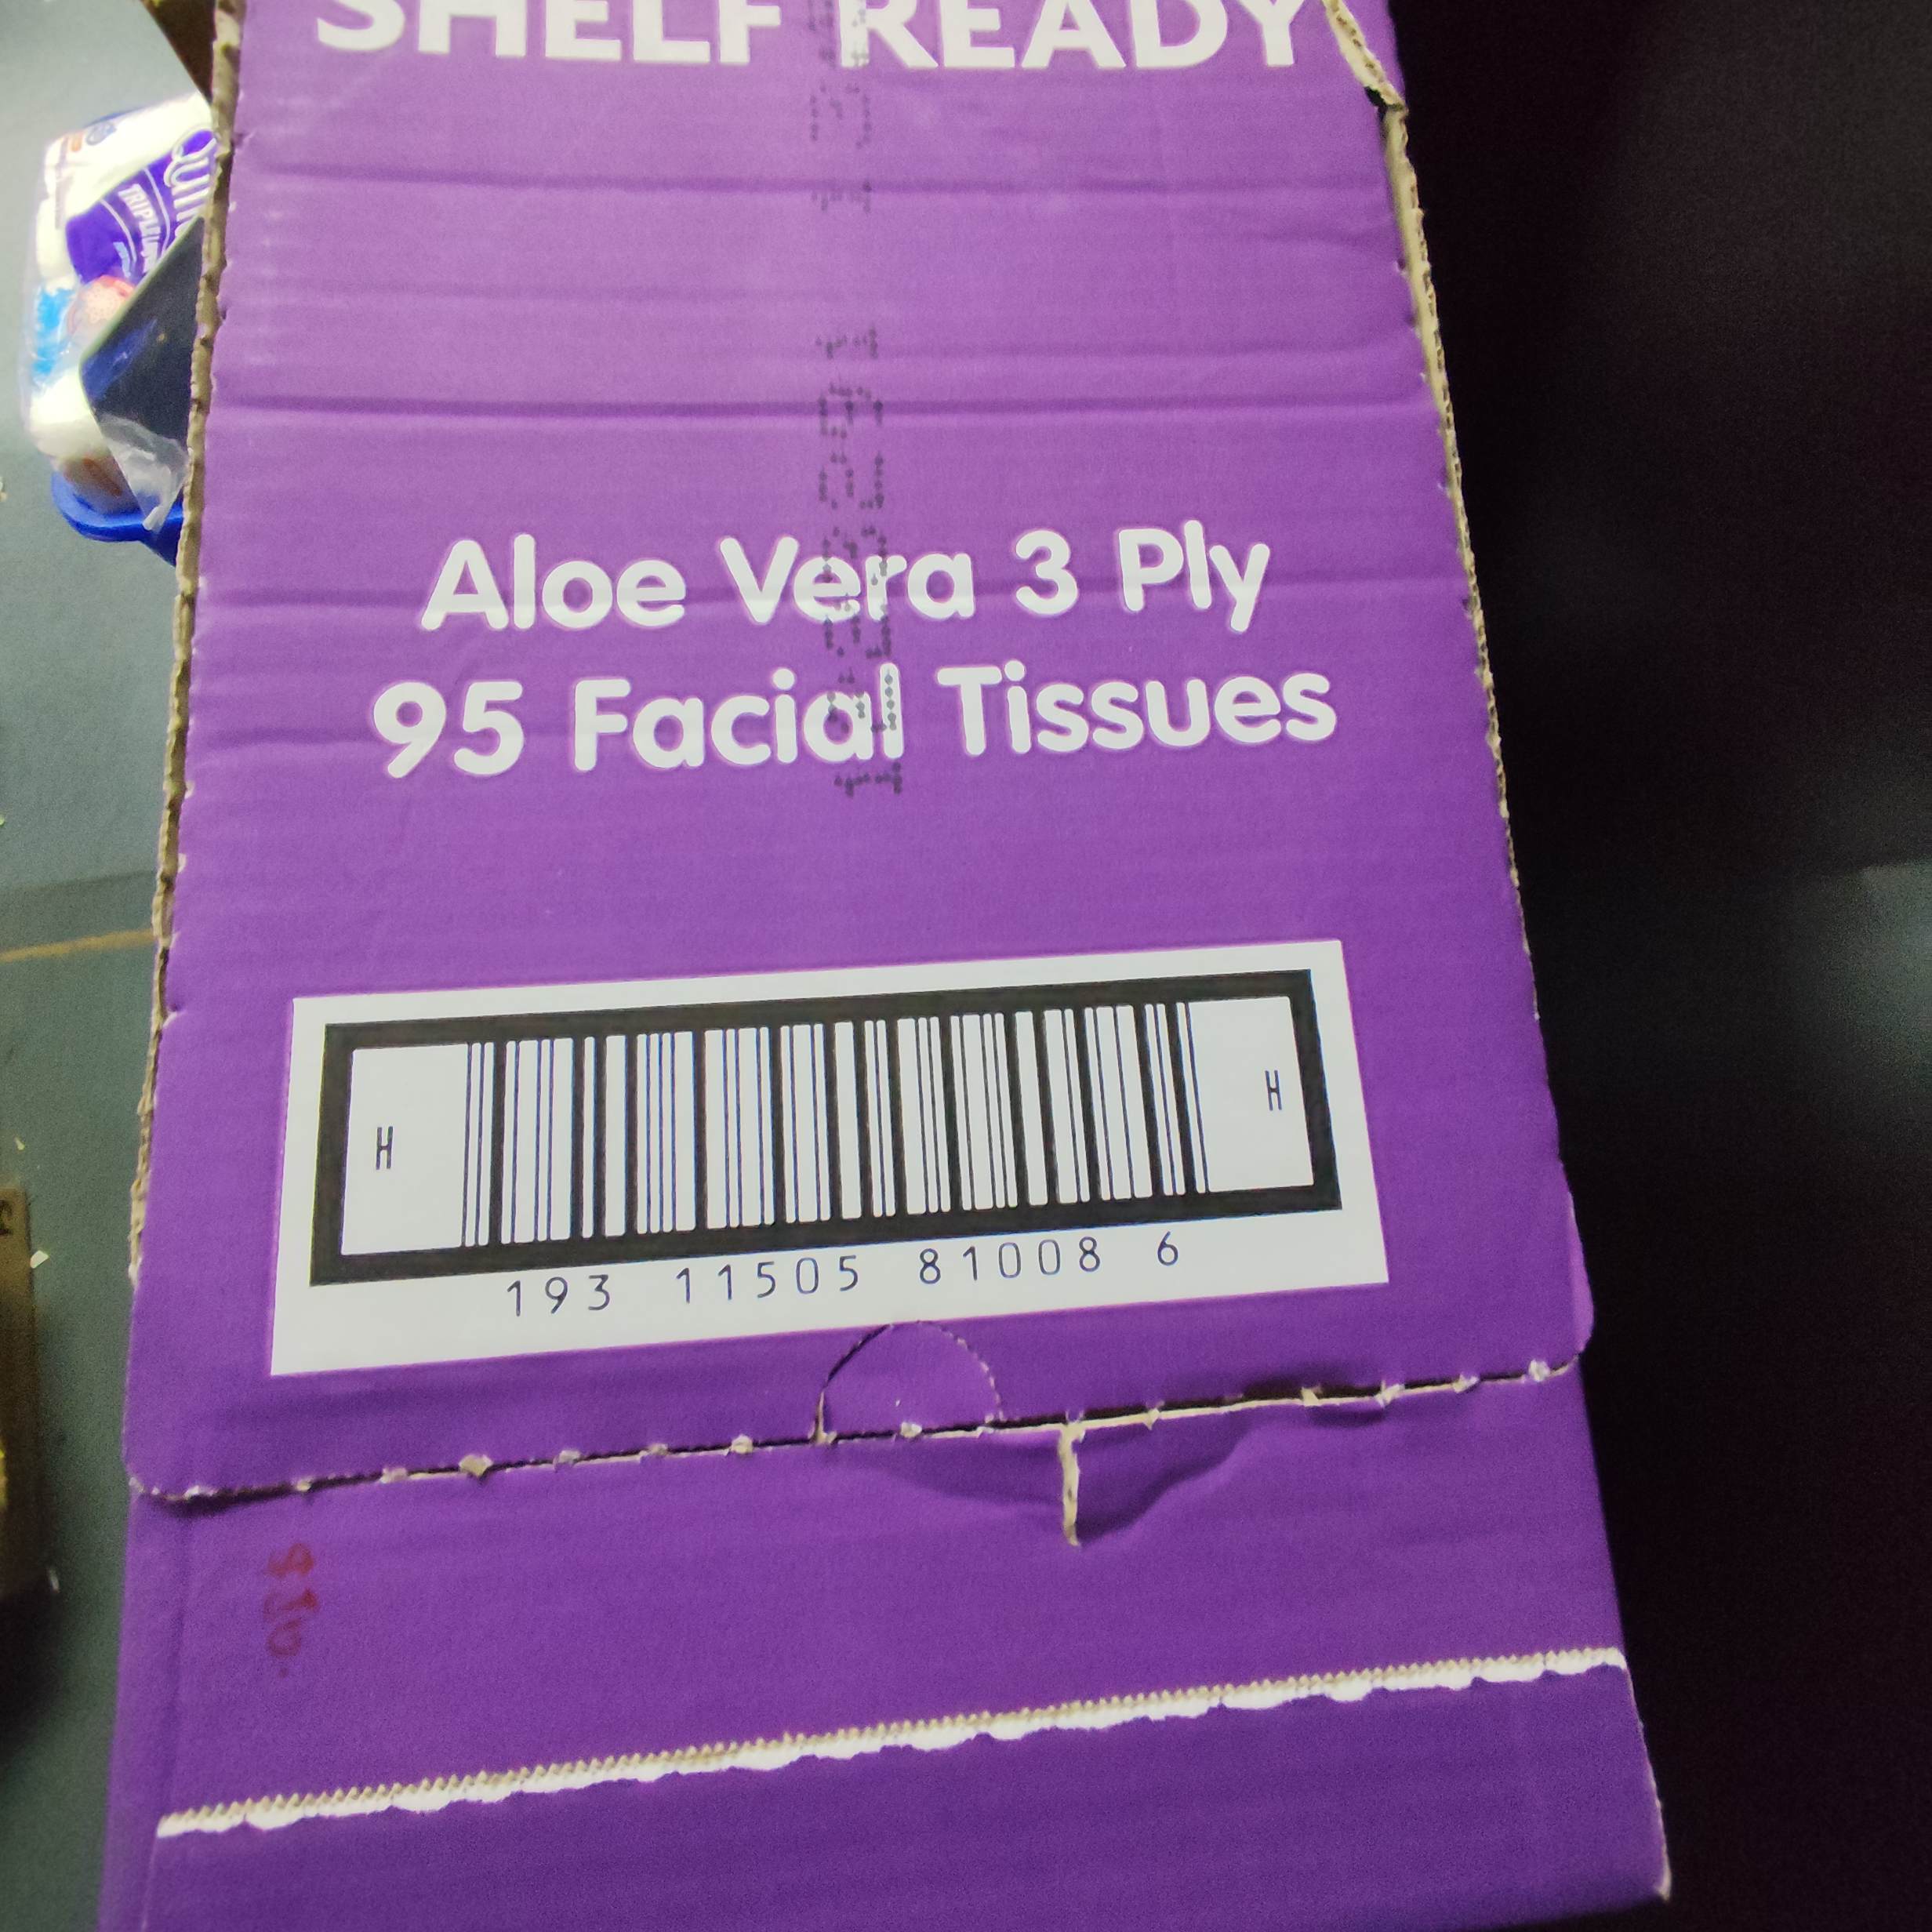 SHELF READY
Aloe Vera 3 Ply
95 Facial Tissues
H H
193 11505 81008 6